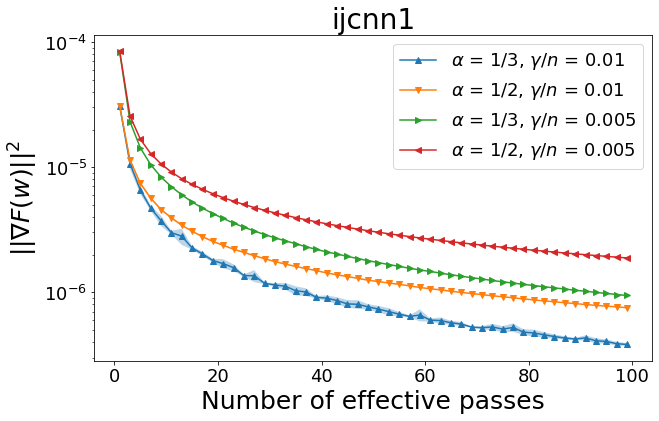 ijcnn1
||∇F(w)||²
10⁻⁴
10⁻⁵
10⁻⁶
α = 1/3, γ/n = 0.01
α = 1/2, γ/n = 0.01
α = 1/3, γ/n = 0.005
α = 1/2, γ/n = 0.005
0 20 40 60 80 100
Number of effective passes